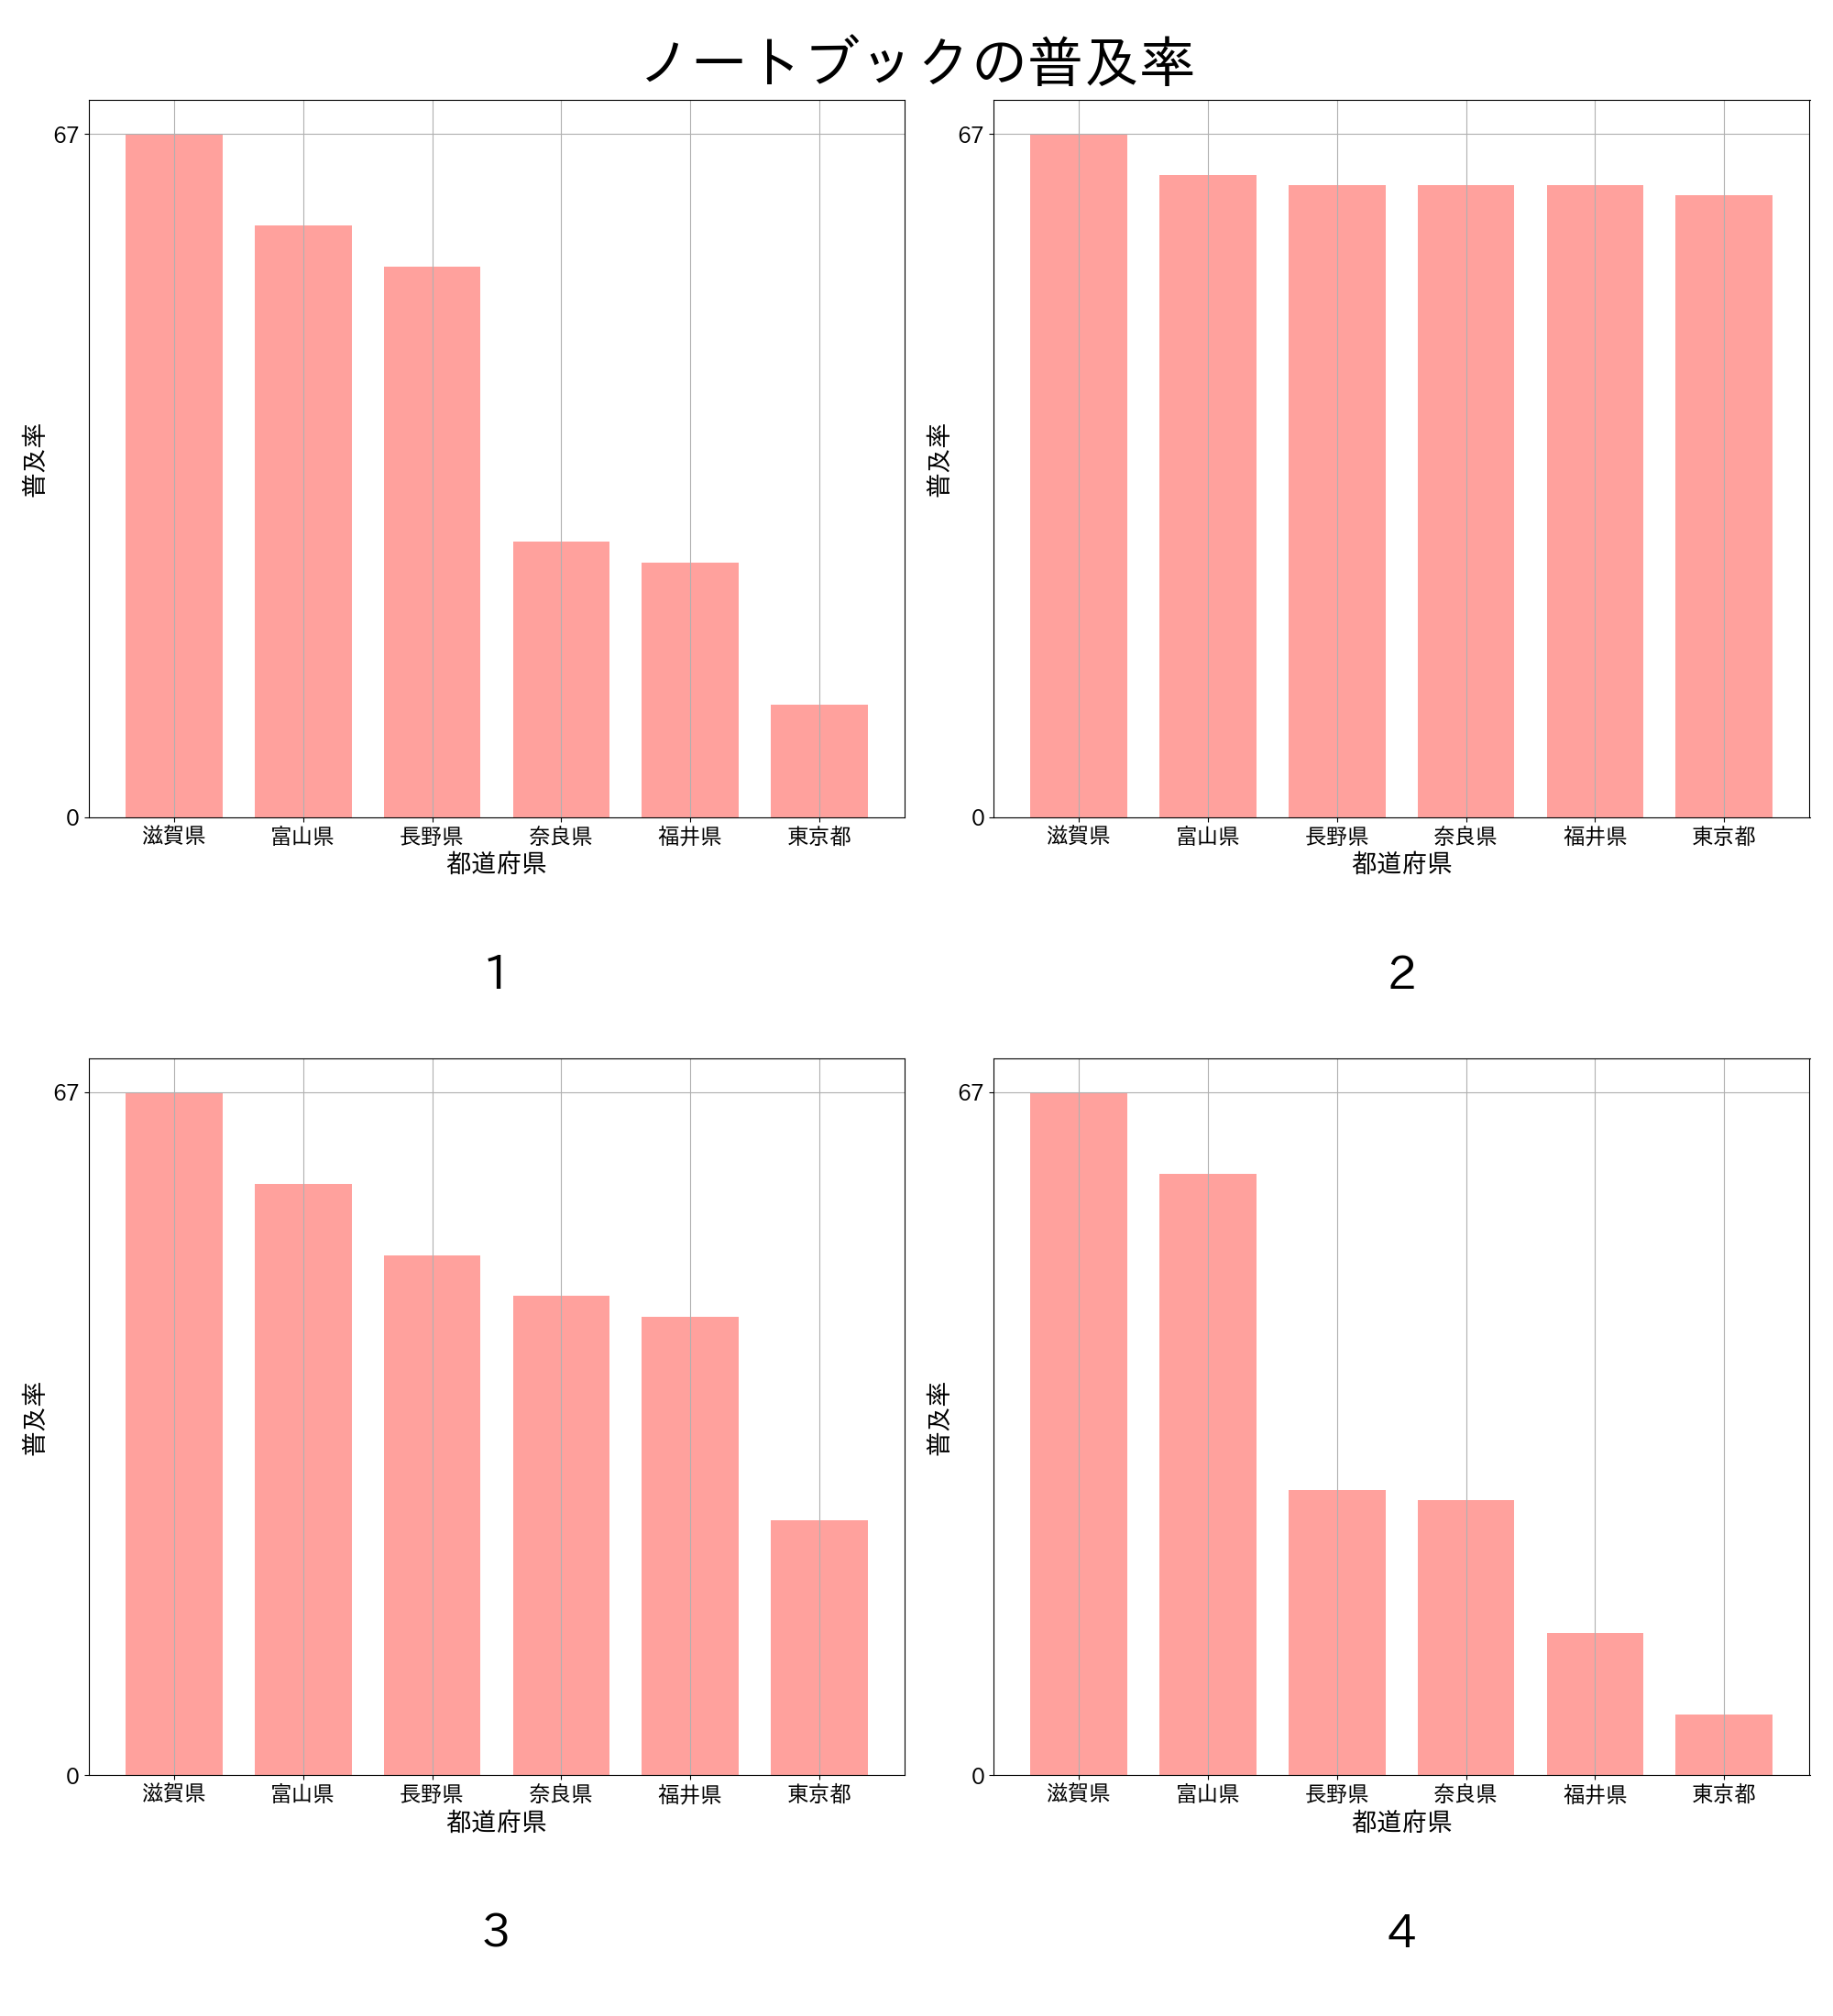 ノートブックの普及率
67
0
普及率
滋賀県 富山県 長野県 奈良県 福井県 東京都
都道府県
1
67
0
普及率
滋賀県 富山県 長野県 奈良県 福井県 東京都
都道府県
2
67
0
普及率
滋賀県 富山県 長野県 奈良県 福井県 東京都
都道府県
3
67
0
普及率
滋賀県 富山県 長野県 奈良県 福井県 東京都
都道府県
4